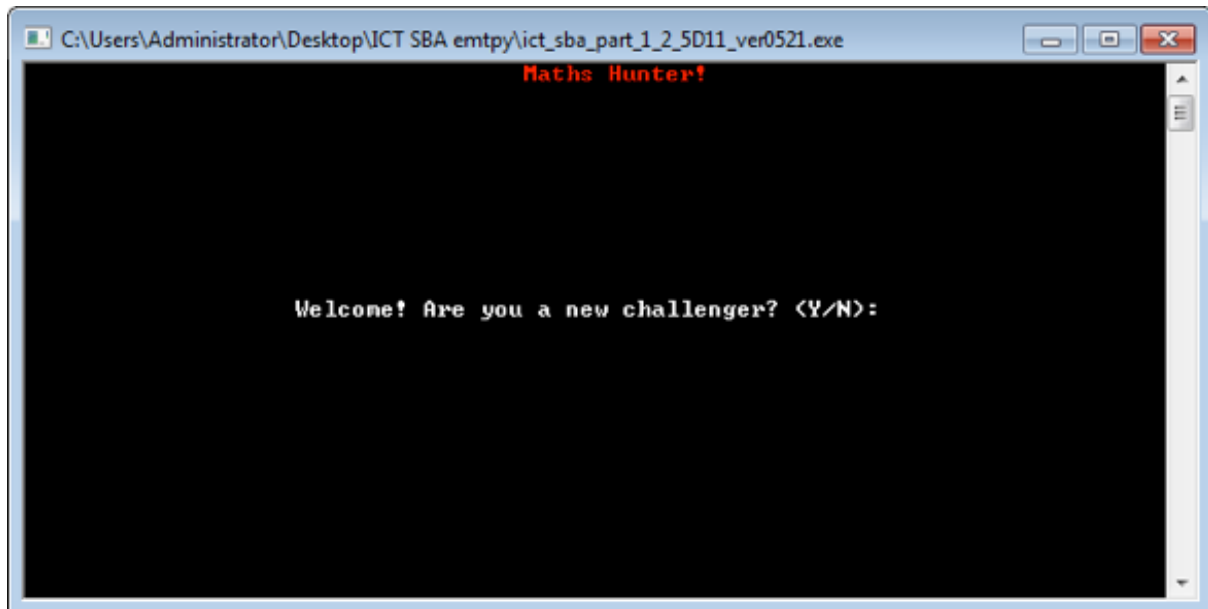 C:\Users\Administrator\Desktop\ICT SBA emtpy\ict_sba_part_1_2_5D11_ver0521.exe
Maths Hunter!
Welcome! Are you a new challenger? (Y/N):